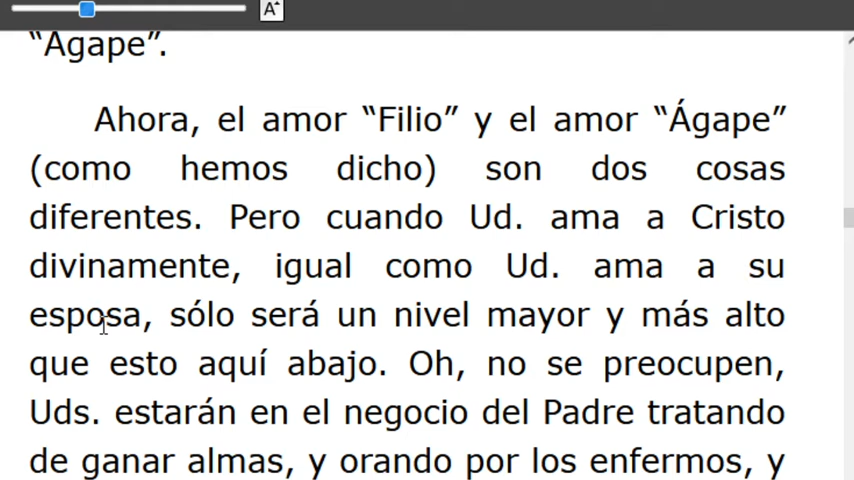 A
“Ágape”.
Ahora, el amor “Filio” y el amor “Ágape”
(como hemos dicho) son dos cosas
diferentes. Pero cuando Ud. ama a Cristo
divinamente, igual como Ud. ama a su
esposa, sólo será un nivel mayor y más alto
que esto aquí abajo. Oh, no se preocupen,
Uds. estarán en el negocio del Padre tratando
de ganar almas, y orando por los enfermos, y